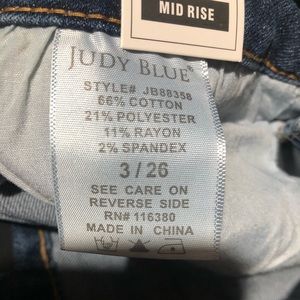 MID RISE
JUDY BLUE®
STYLE# JB88358
66% COTTON
21% POLYESTER
11% RAYON
2% SPANDEX
3 / 26
SEE CARE ON
REVERSE SIDE
RN# 116380
MADE IN CHINA